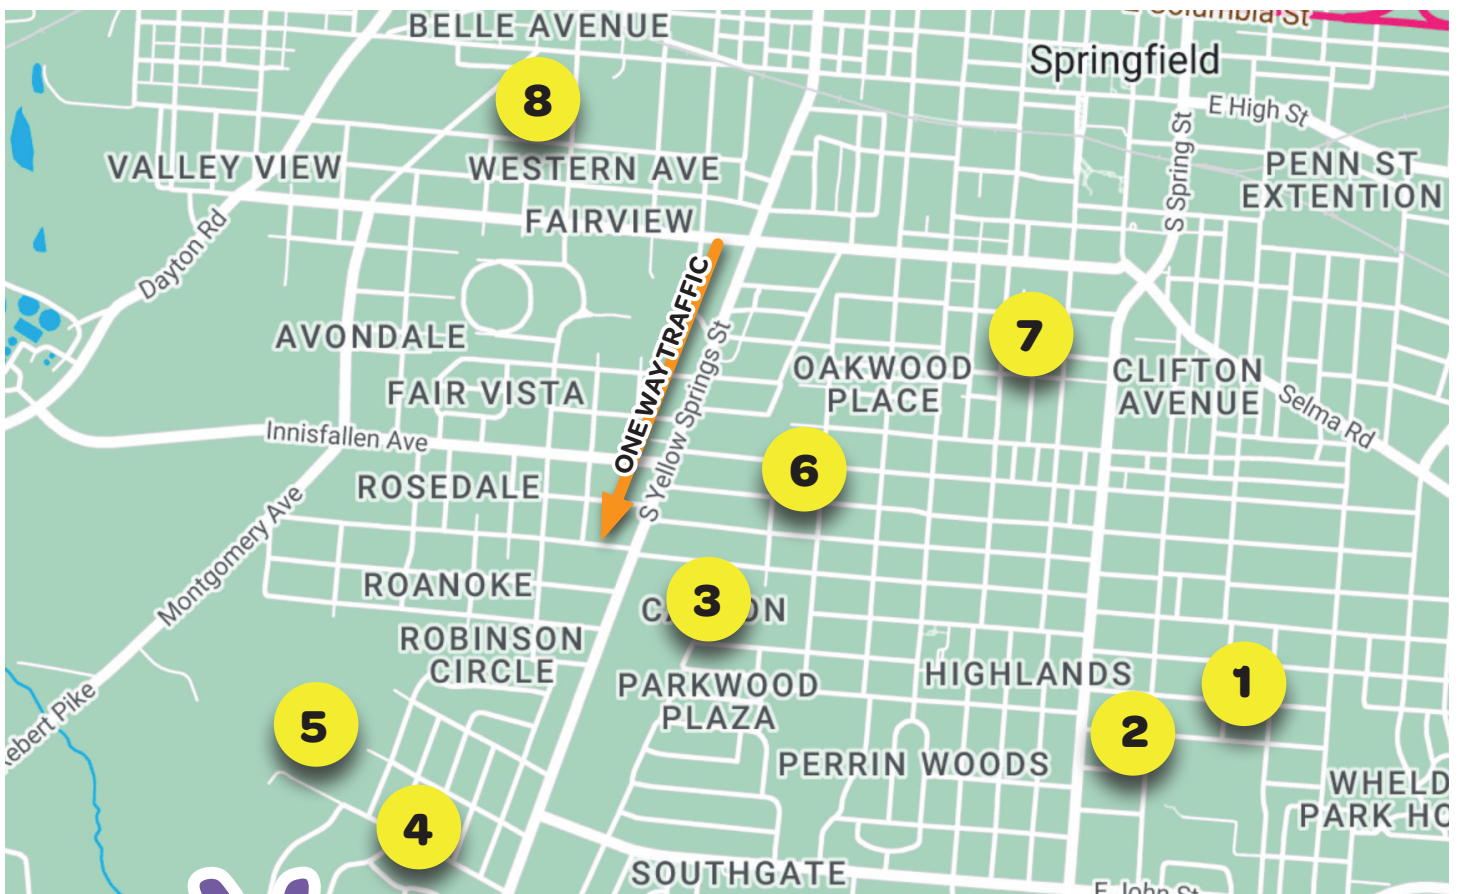 BELLE AVENUE
E Columbia St
Springfield
8
E High St
S Spring St
VALLEY VIEW
WESTERN AVE
PENN ST
EXTENTION
FAIRVIEW
Dayton Rd
ONE WAY TRAFFIC
7
AVONDALE
S Yellow Springs St
OAKWOOD
PLACE
CLIFTON
AVENUE
FAIR VISTA
Selma Rd
Innisfallen Ave
6
ROSEDALE
Montgomery Ave
ROANOKE
3
ROBINSON
CIRCLE
HIGHLANDS
1
PARKWOOD
PLAZA
5
2
PERRIN WOODS
WHELD
PARK HO
4
SOUTHGATE
E John St